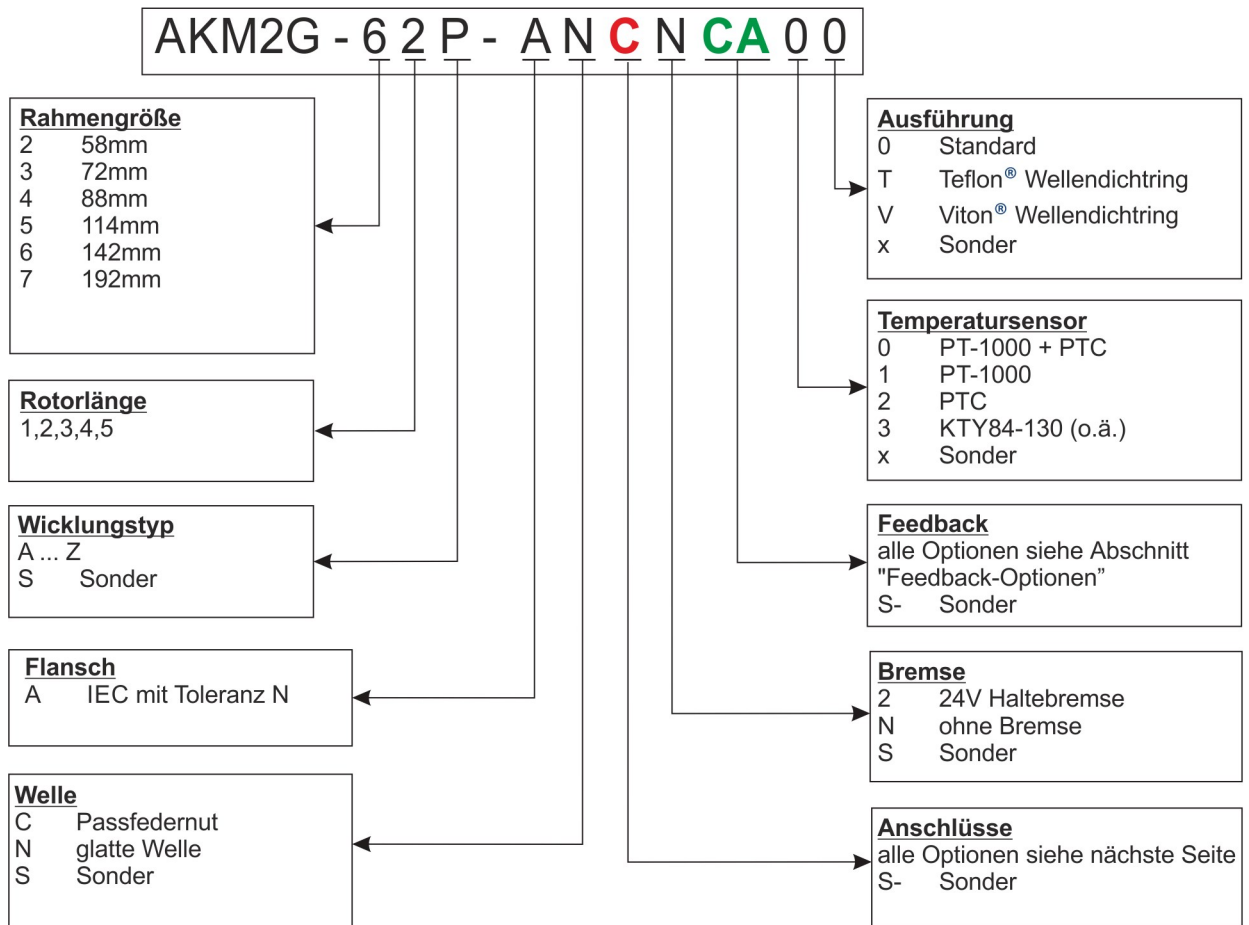 AKM2G - 6 2 P - A N C N CA 0 0
Rahmengröße
2 58mm
3 72mm
4 88mm
5 114mm
6 142mm
7 192mm
Rotorlänge
1,2,3,4,5
Wicklungstyp
A ... Z
S Sonder
Flansch
A IEC mit Toleranz N
Welle
C Passfedernut
N glatte Welle
S Sonder
Ausführung
0 Standard
T Teflon® Wellendichtring
V Viton® Wellendichtring
x Sonder
Temperatursensor
0 PT-1000 + PTC
1 PT-1000
2 PTC
3 KTY84-130 (o.ä.)
x Sonder
Feedback
alle Optionen siehe Abschnitt
"Feedback-Optionen”
S- Sonder
Bremse
2 24V Haltebremse
N ohne Bremse
S Sonder
Anschlüsse
alle Optionen siehe nächste Seite
S- Sonder